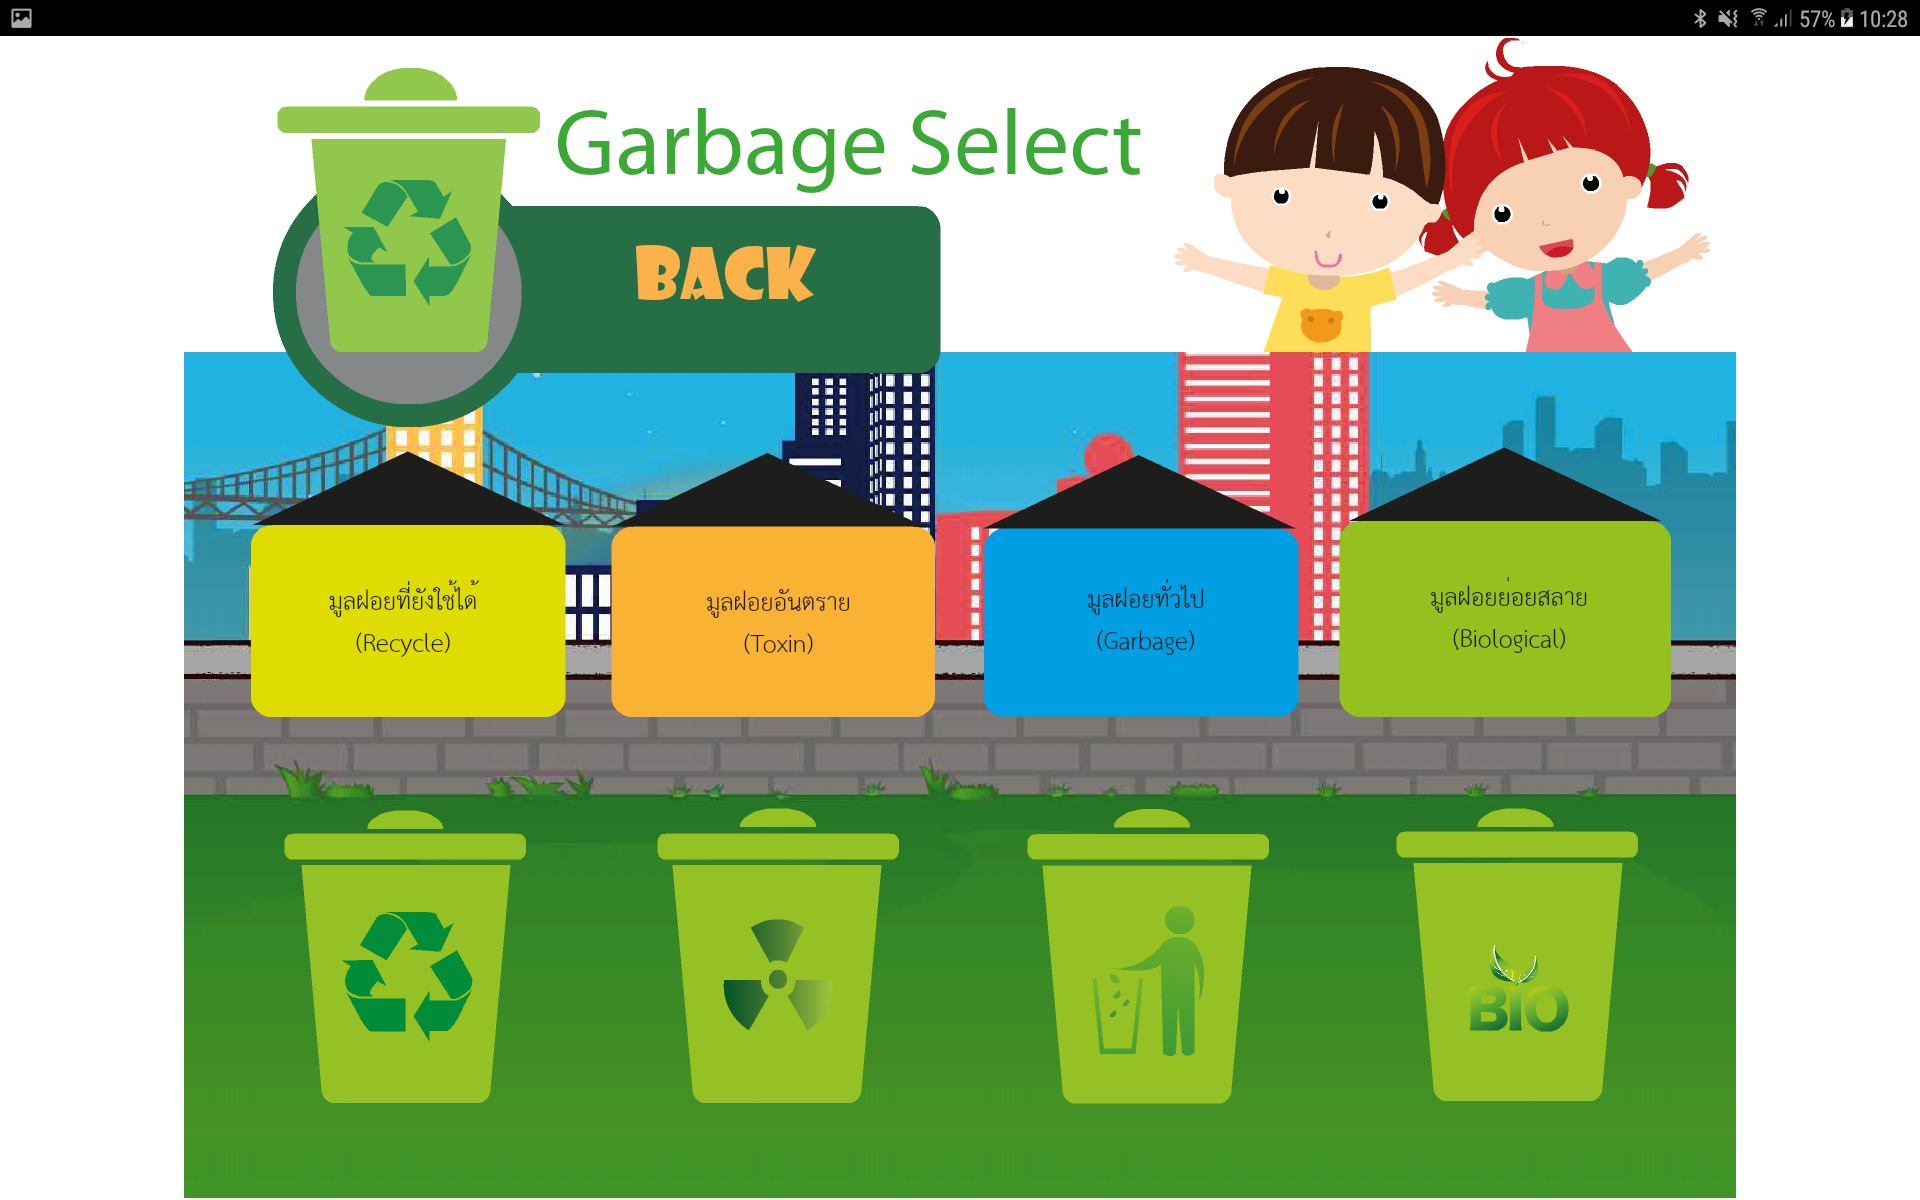 57% 10:28
Garbage Select
BACK
มูลฝอยที่ยังใช้ได้
(Recycle)
มูลฝอยอันตราย
(Toxin)
มูลฝอยทั่วไป
(Garbage)
มูลฝอยย่อยสลาย
(Biological)
BIO